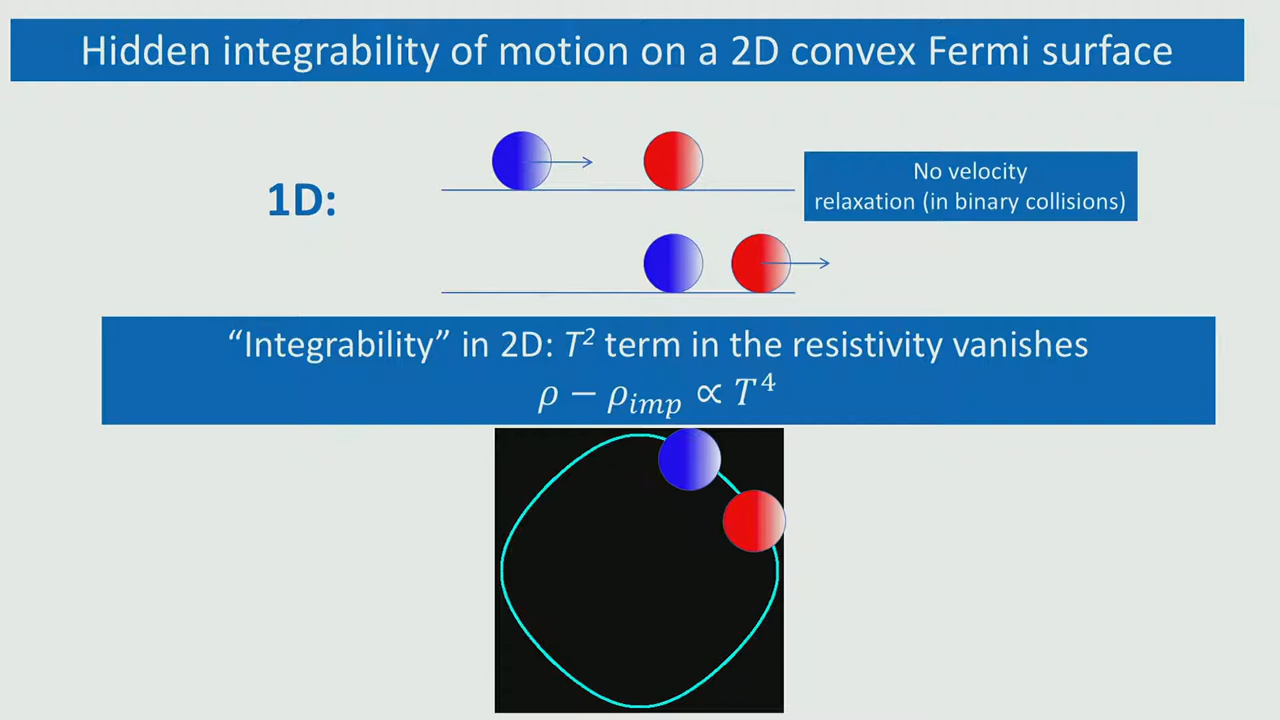 Hidden integrability of motion on a 2D convex Fermi surface
1D:
No velocity
relaxation (in binary collisions)
“Integrability” in 2D: T² term in the resistivity vanishes
ρ − ρ_imp ∝ T⁴